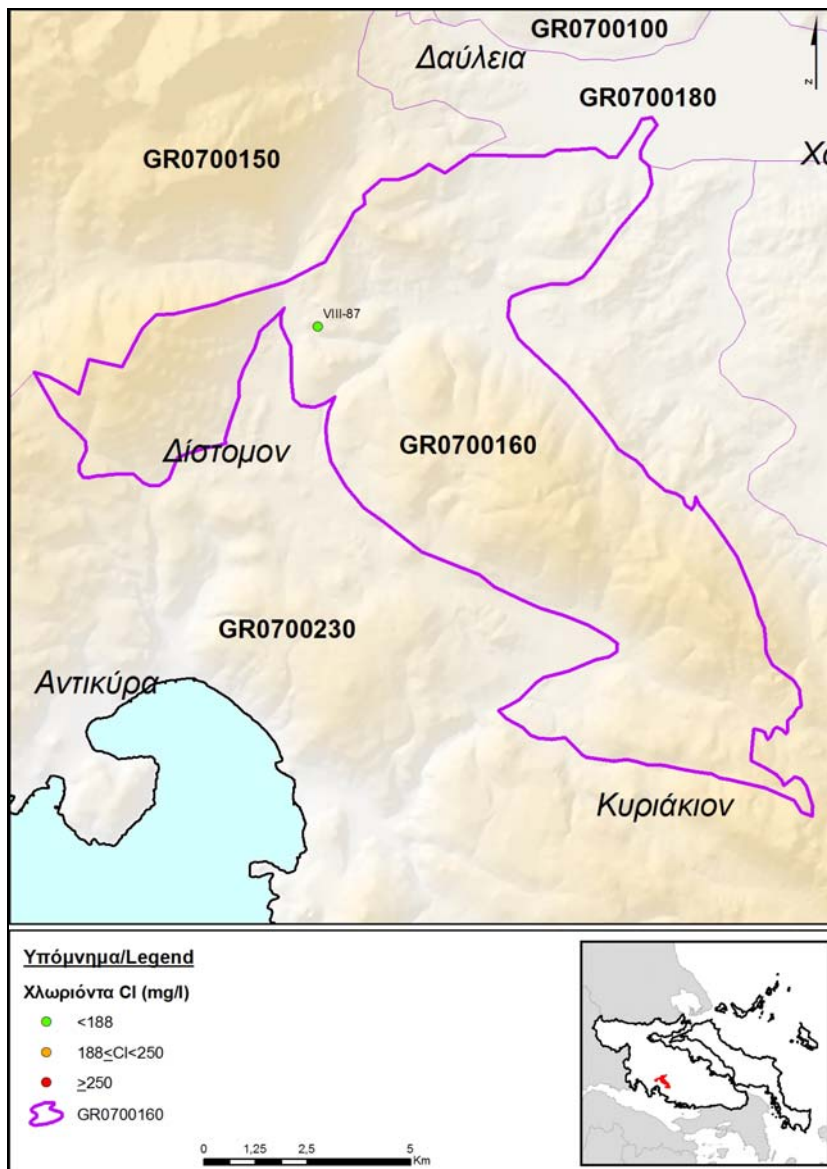 GR0700100
Δαύλεια
GR0700180
z
GR0700150
Χα
VIII-87
GR0700160
Δίστομον
GR0700230
Αντικύρα
Κυριάκιον
Υπόμνημα/Legend
Χλωριόντα Cl (mg/l)
<188
188≤Cl<250
≥250
GR0700160
0 1,25 2,5 5
Km